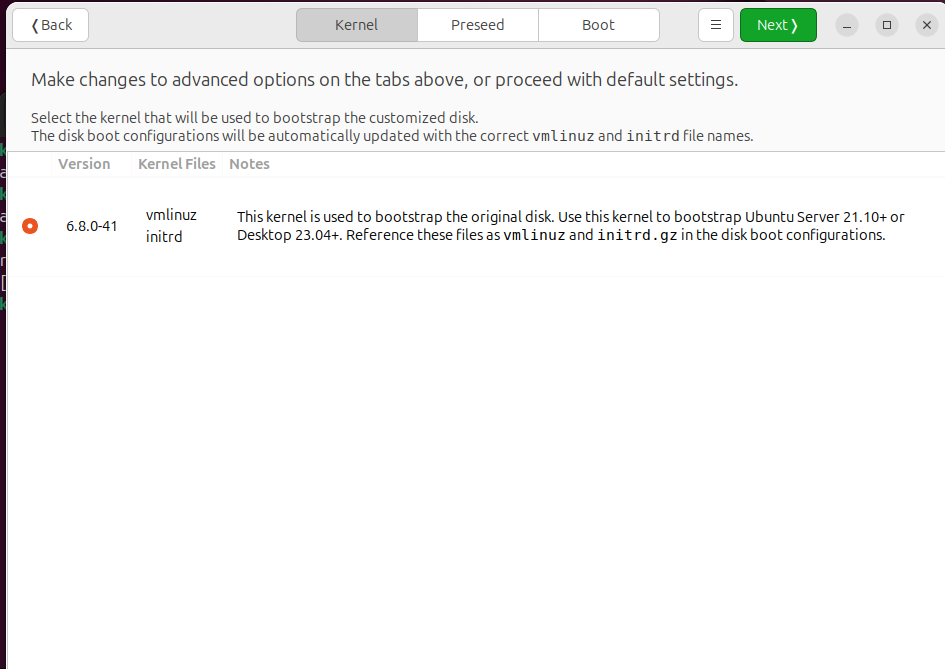 ❬Back
Kernel
Preseed
Boot
Next❭
Make changes to advanced options on the tabs above, or proceed with default settings.
Select the kernel that will be used to bootstrap the customized disk.
The disk boot configurations will be automatically updated with the correct vmlinuz and initrd file names.
Version Kernel Files Notes
6.8.0-41
vmlinuz
initrd
This kernel is used to bootstrap the original disk. Use this kernel to bootstrap Ubuntu Server 21.10+ or
Desktop 23.04+. Reference these files as vmlinuz and initrd.gz in the disk boot configurations.